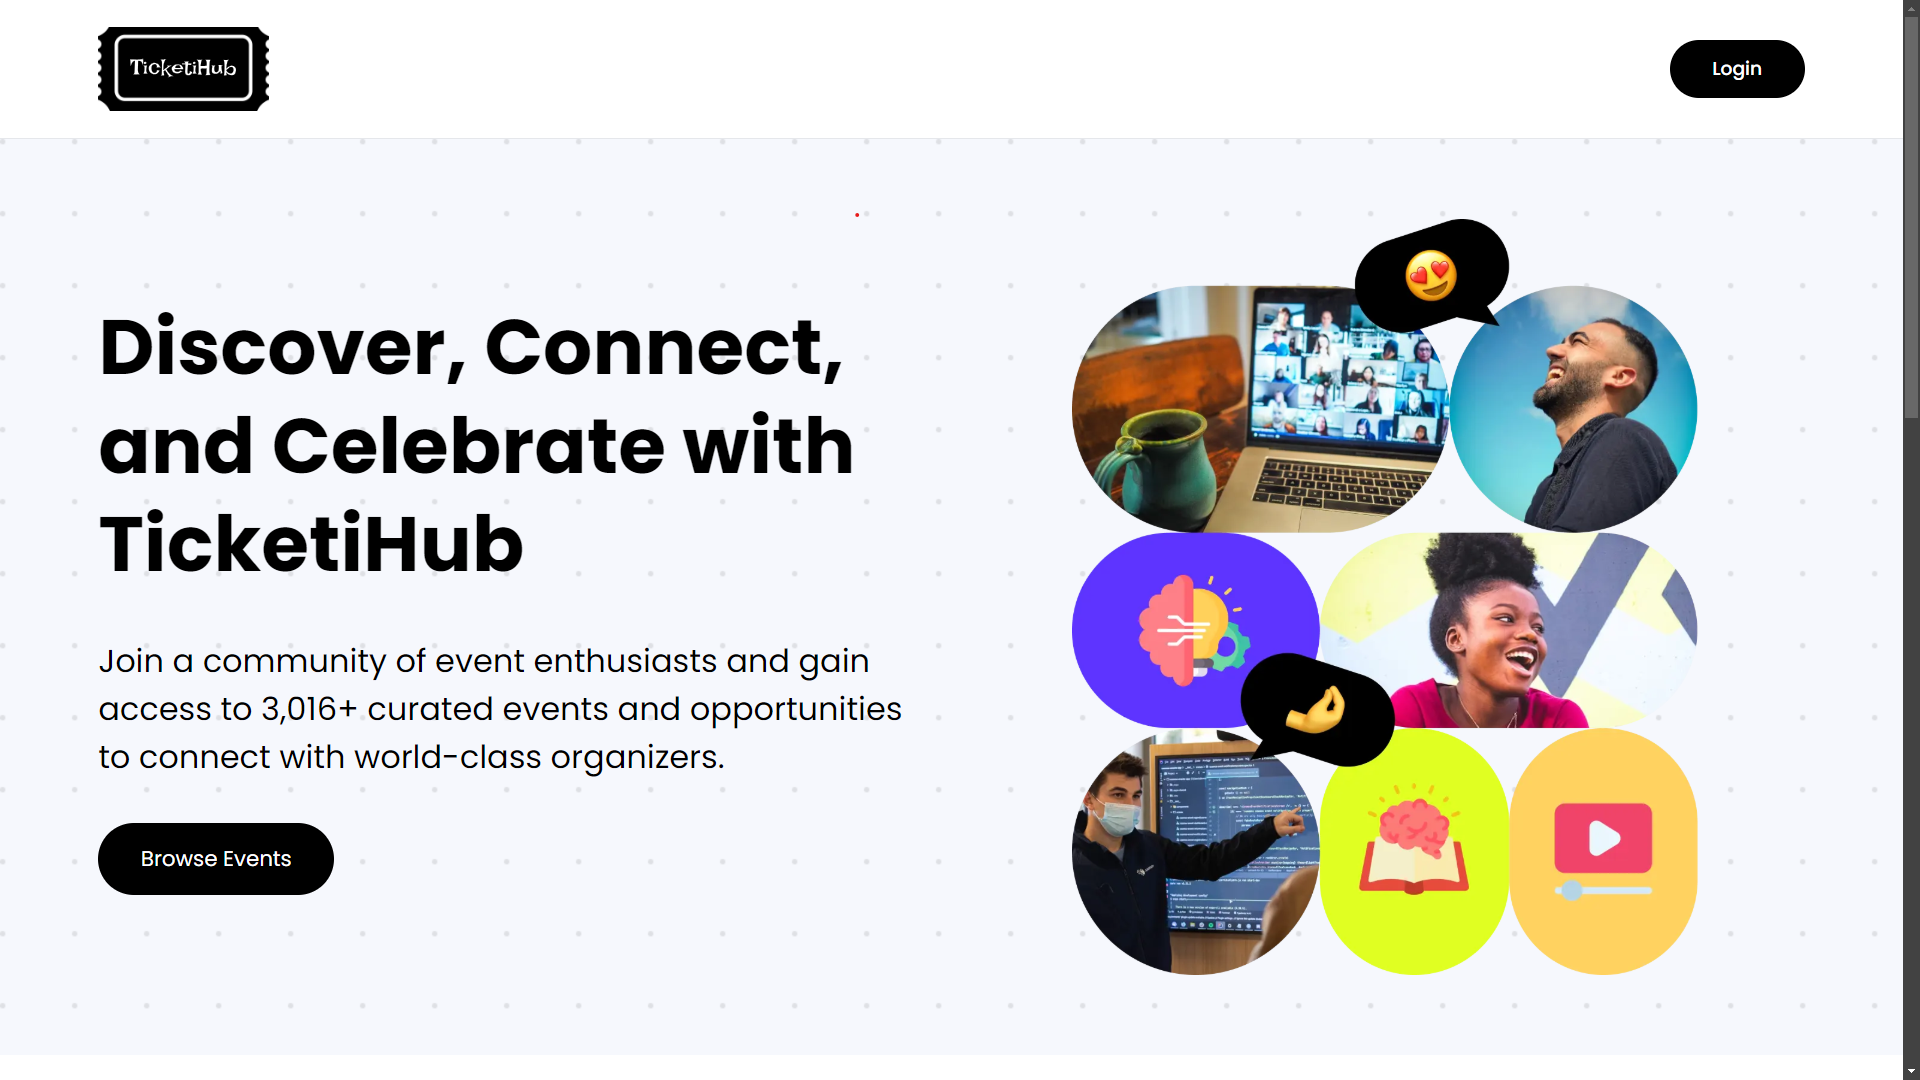 TicketiHub
Login
Discover, Connect,
and Celebrate with
TicketiHub
Join a community of event enthusiasts and gain
access to 3,016+ curated events and opportunities
to connect with world-class organizers.
Browse Events